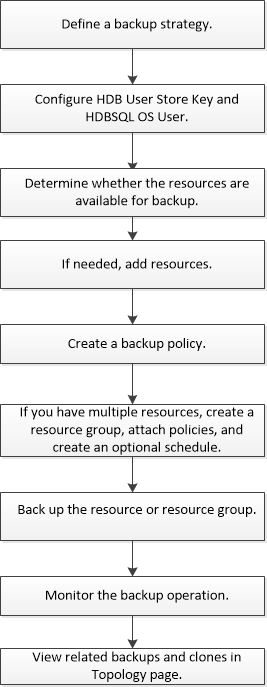 Define a backup strategy.
Configure HDB User Store Key and
HDBSQL OS User.
Determine whether the resources are
available for backup.
If needed, add resources.
Create a backup policy.
If you have multiple resources, create a
resource group, attach policies, and
create an optional schedule.
Back up the resource or resource group.
Monitor the backup operation.
View related backups and clones in
Topology page.